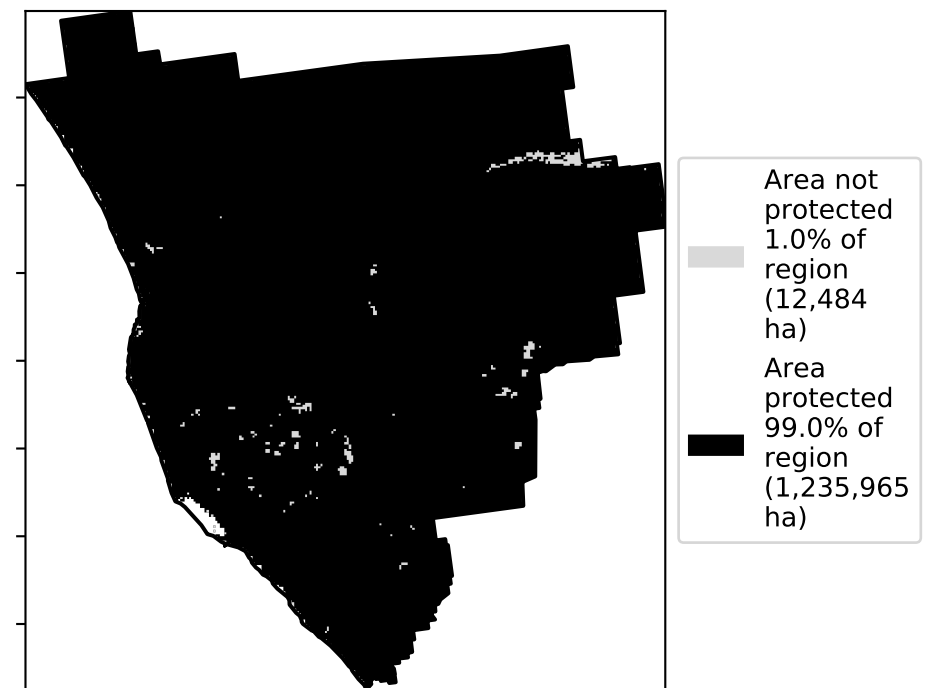 Area not
protected
1.0% of
region
(12,484
ha)
Area
protected
99.0% of
region
(1,235,965
ha)